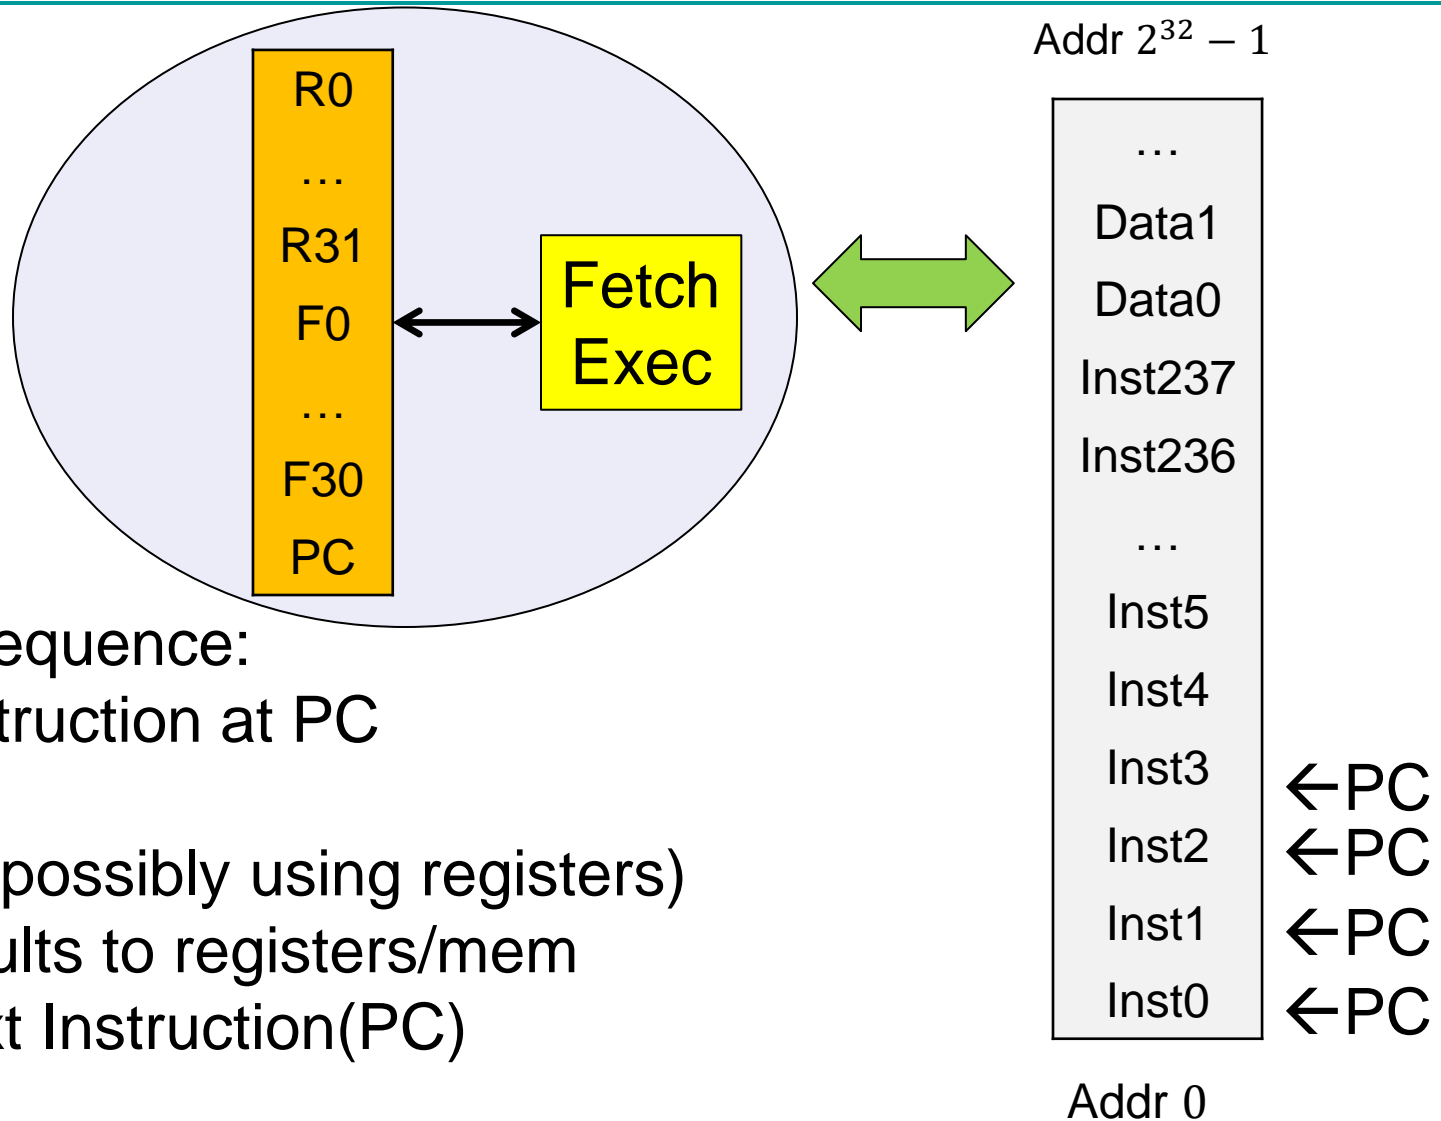 R0
…
R31
F0
…
F30
PC
Fetch
Exec
Addr 2³² − 1
…
Data1
Data0
Inst237
Inst236
…
Inst5
Inst4
Inst3
Inst2
Inst1
Inst0
←PC
←PC
←PC
←PC
Addr 0
equence:
truction at PC
possibly using registers)
ults to registers/mem
t Instruction(PC)